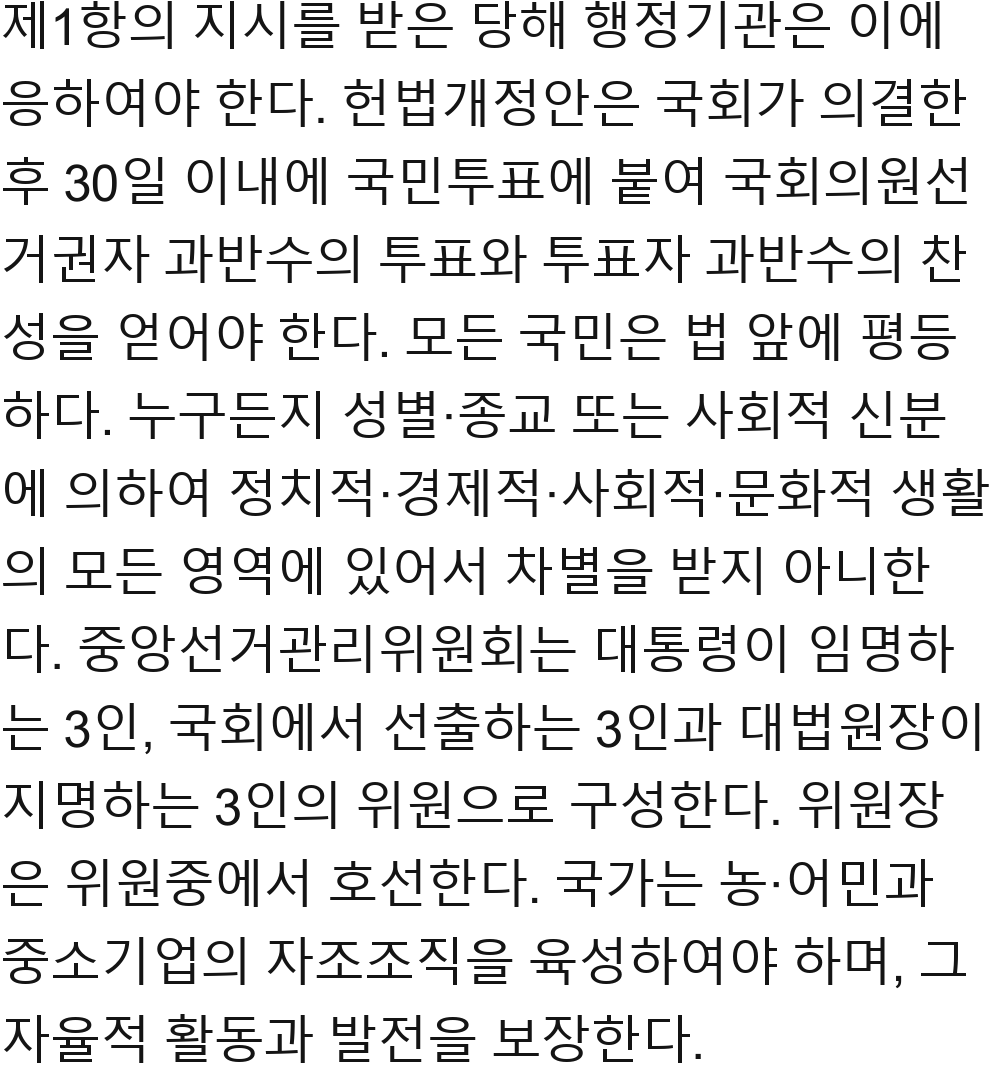 제1항의 지시를 받은 당해 행정기관은 이에
응하여야 한다. 헌법개정안은 국회가 의결한
후 30일 이내에 국민투표에 붙여 국회의원선
거권자 과반수의 투표와 투표자 과반수의 찬
성을 얻어야 한다. 모든 국민은 법 앞에 평등
하다. 누구든지 성별·종교 또는 사회적 신분
에 의하여 정치적·경제적·사회적·문화적 생활
의 모든 영역에 있어서 차별을 받지 아니한
다. 중앙선거관리위원회는 대통령이 임명하
는 3인, 국회에서 선출하는 3인과 대법원장이
지명하는 3인의 위원으로 구성한다. 위원장
은 위원중에서 호선한다. 국가는 농·어민과
중소기업의 자조조직을 육성하여야 하며, 그
자율적 활동과 발전을 보장한다.